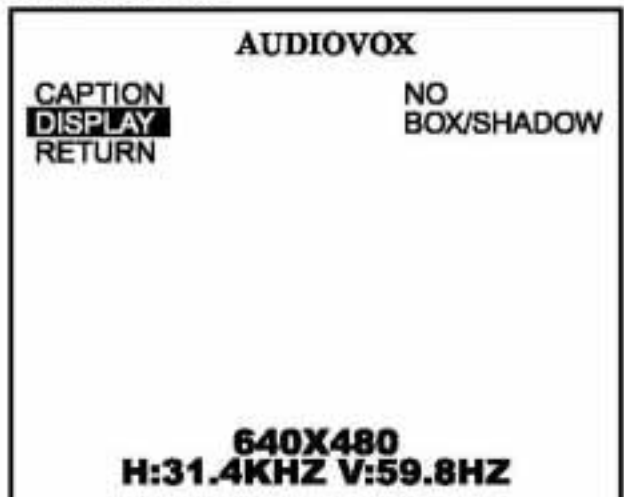 AUDIOVOX
CAPTION NO
DISPLAY BOX/SHADOW
RETURN
640X480
H:31.4KHZ V:59.8HZ